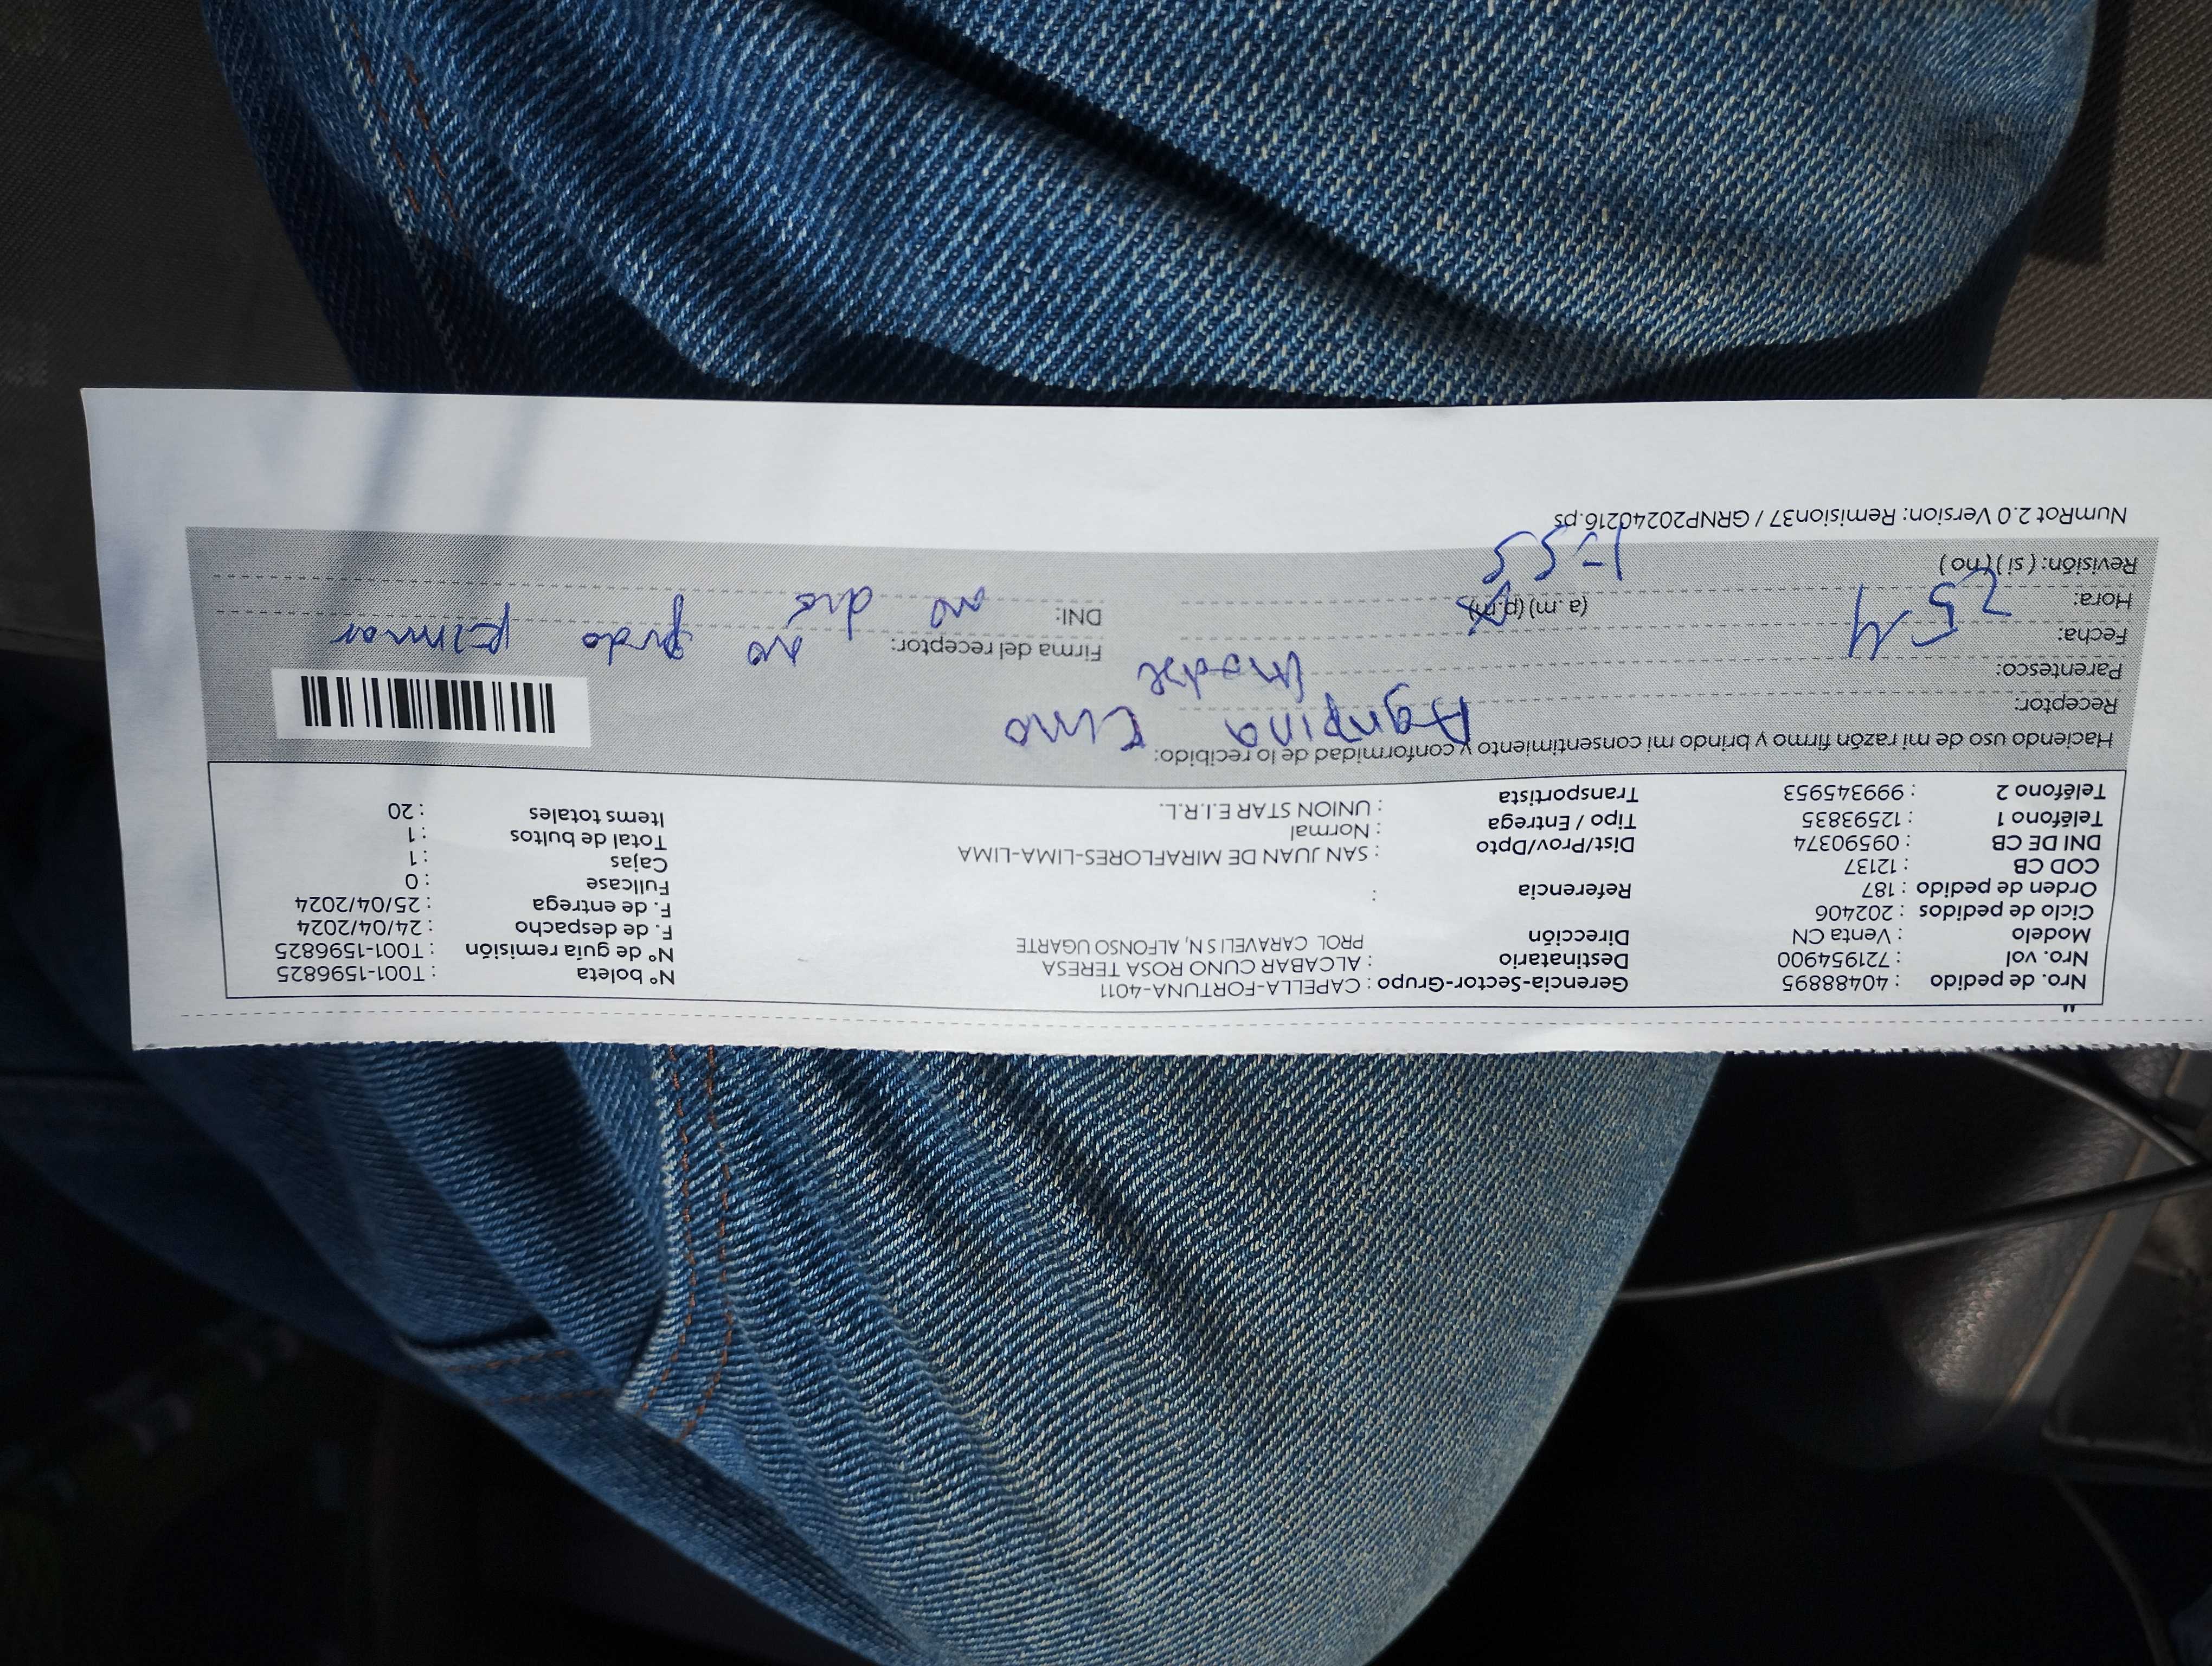 Nro. de pedido : 40488895 Gerencia-Sector-Grupo : CAPELLA-FORTUNA-4011 N° boleta : T001-1596825
Nro. vol : 721954900 Destinatario : ALCABAR CUNO ROSA TERESA N° de guía remisión : T001-1596825
Modelo : Venta CN Dirección PROL CARAVELI S N, ALFONSO UGARTE F. de despacho : 24/04/2024
Ciclo de pedidos : 202406 F. de entrega : 25/04/2024
Orden de pedido : 187 Referencia : Fullcase : 0
COD CB : 12137 Cajas : 1
DNI DE CB : 09590374 Dist/Prov/Dpto : SAN JUAN DE MIRAFLORES-LIMA-LIMA Total de bultos : 1
Teléfono 1 : 12593835 Tipo / Entrega : Normal Items totales : 20
Teléfono 2 : 999345953 Transportista : UNION STAR E.I.R.L.
Haciendo uso de mi razón firmo y brindo mi consentimiento y conformidad de lo recibido:
Receptor: Agripina
Parentesco: madre
Fecha: 25 4 Firma del receptor: no pudo firmar
Hora: 1-55 (a.m) (p.m) DNI: no dio
Revisión: (si) (no)
NumRot 2.0 Version: Remision37 / GRNP20240216.ps